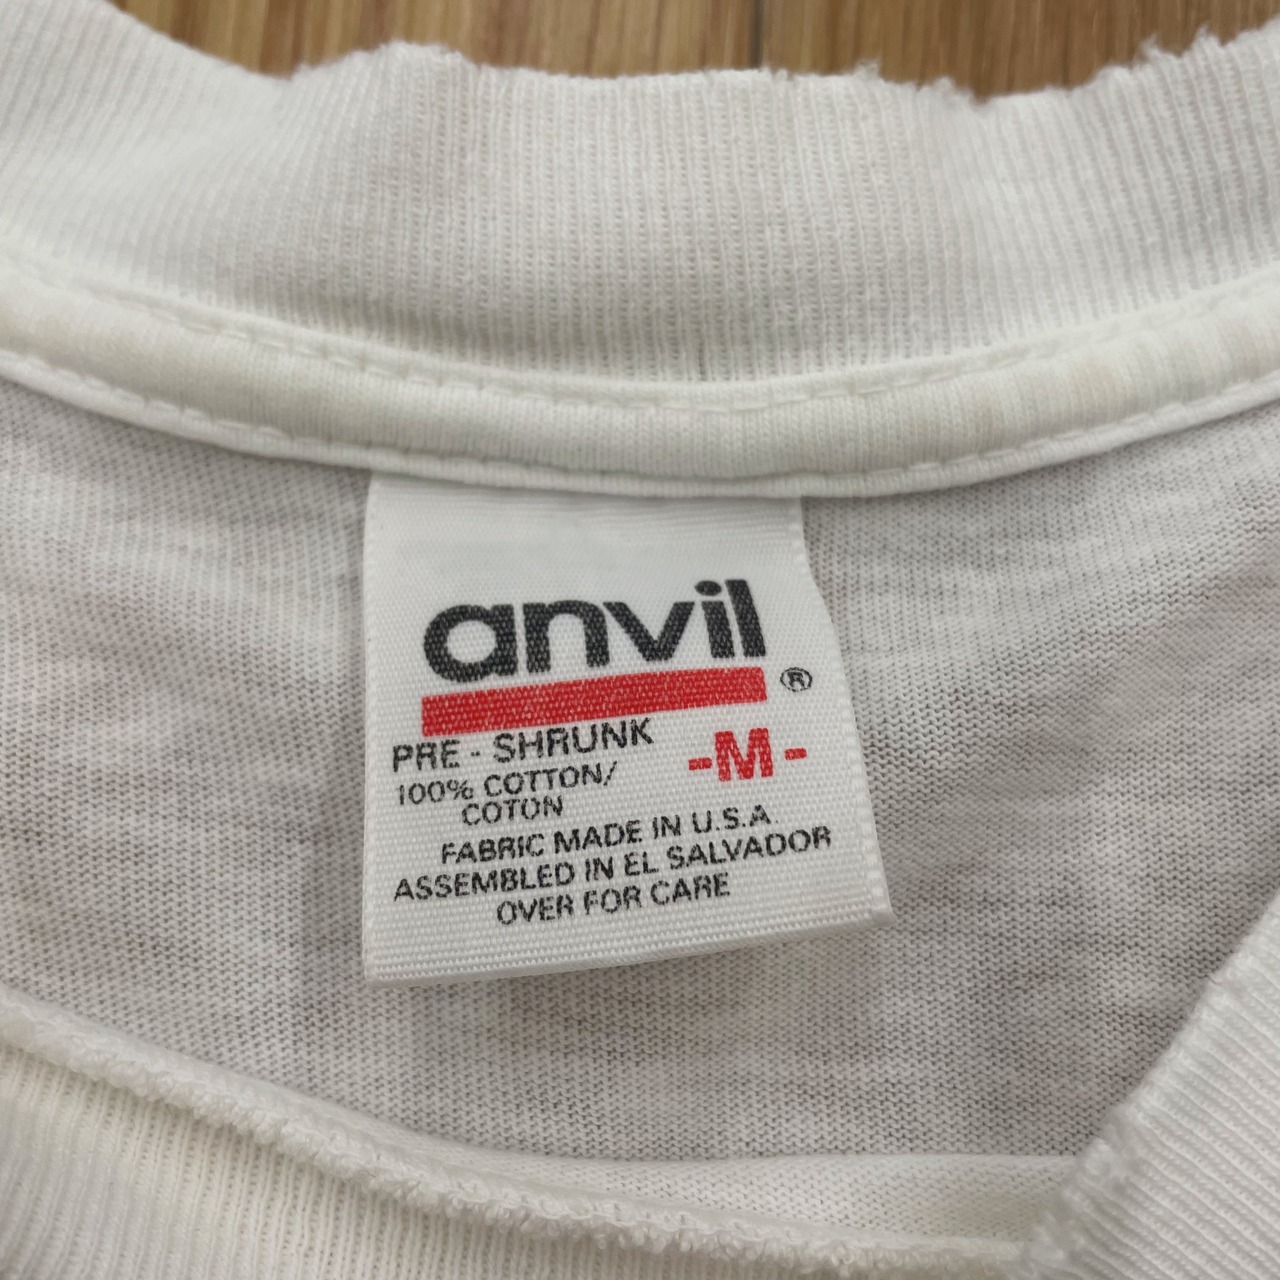 anvil ®
PRE - SHRUNK -M-
100% COTTON/
COTON
FABRIC MADE IN U.S.A
ASSEMBLED IN EL SALVADOR
OVER FOR CARE